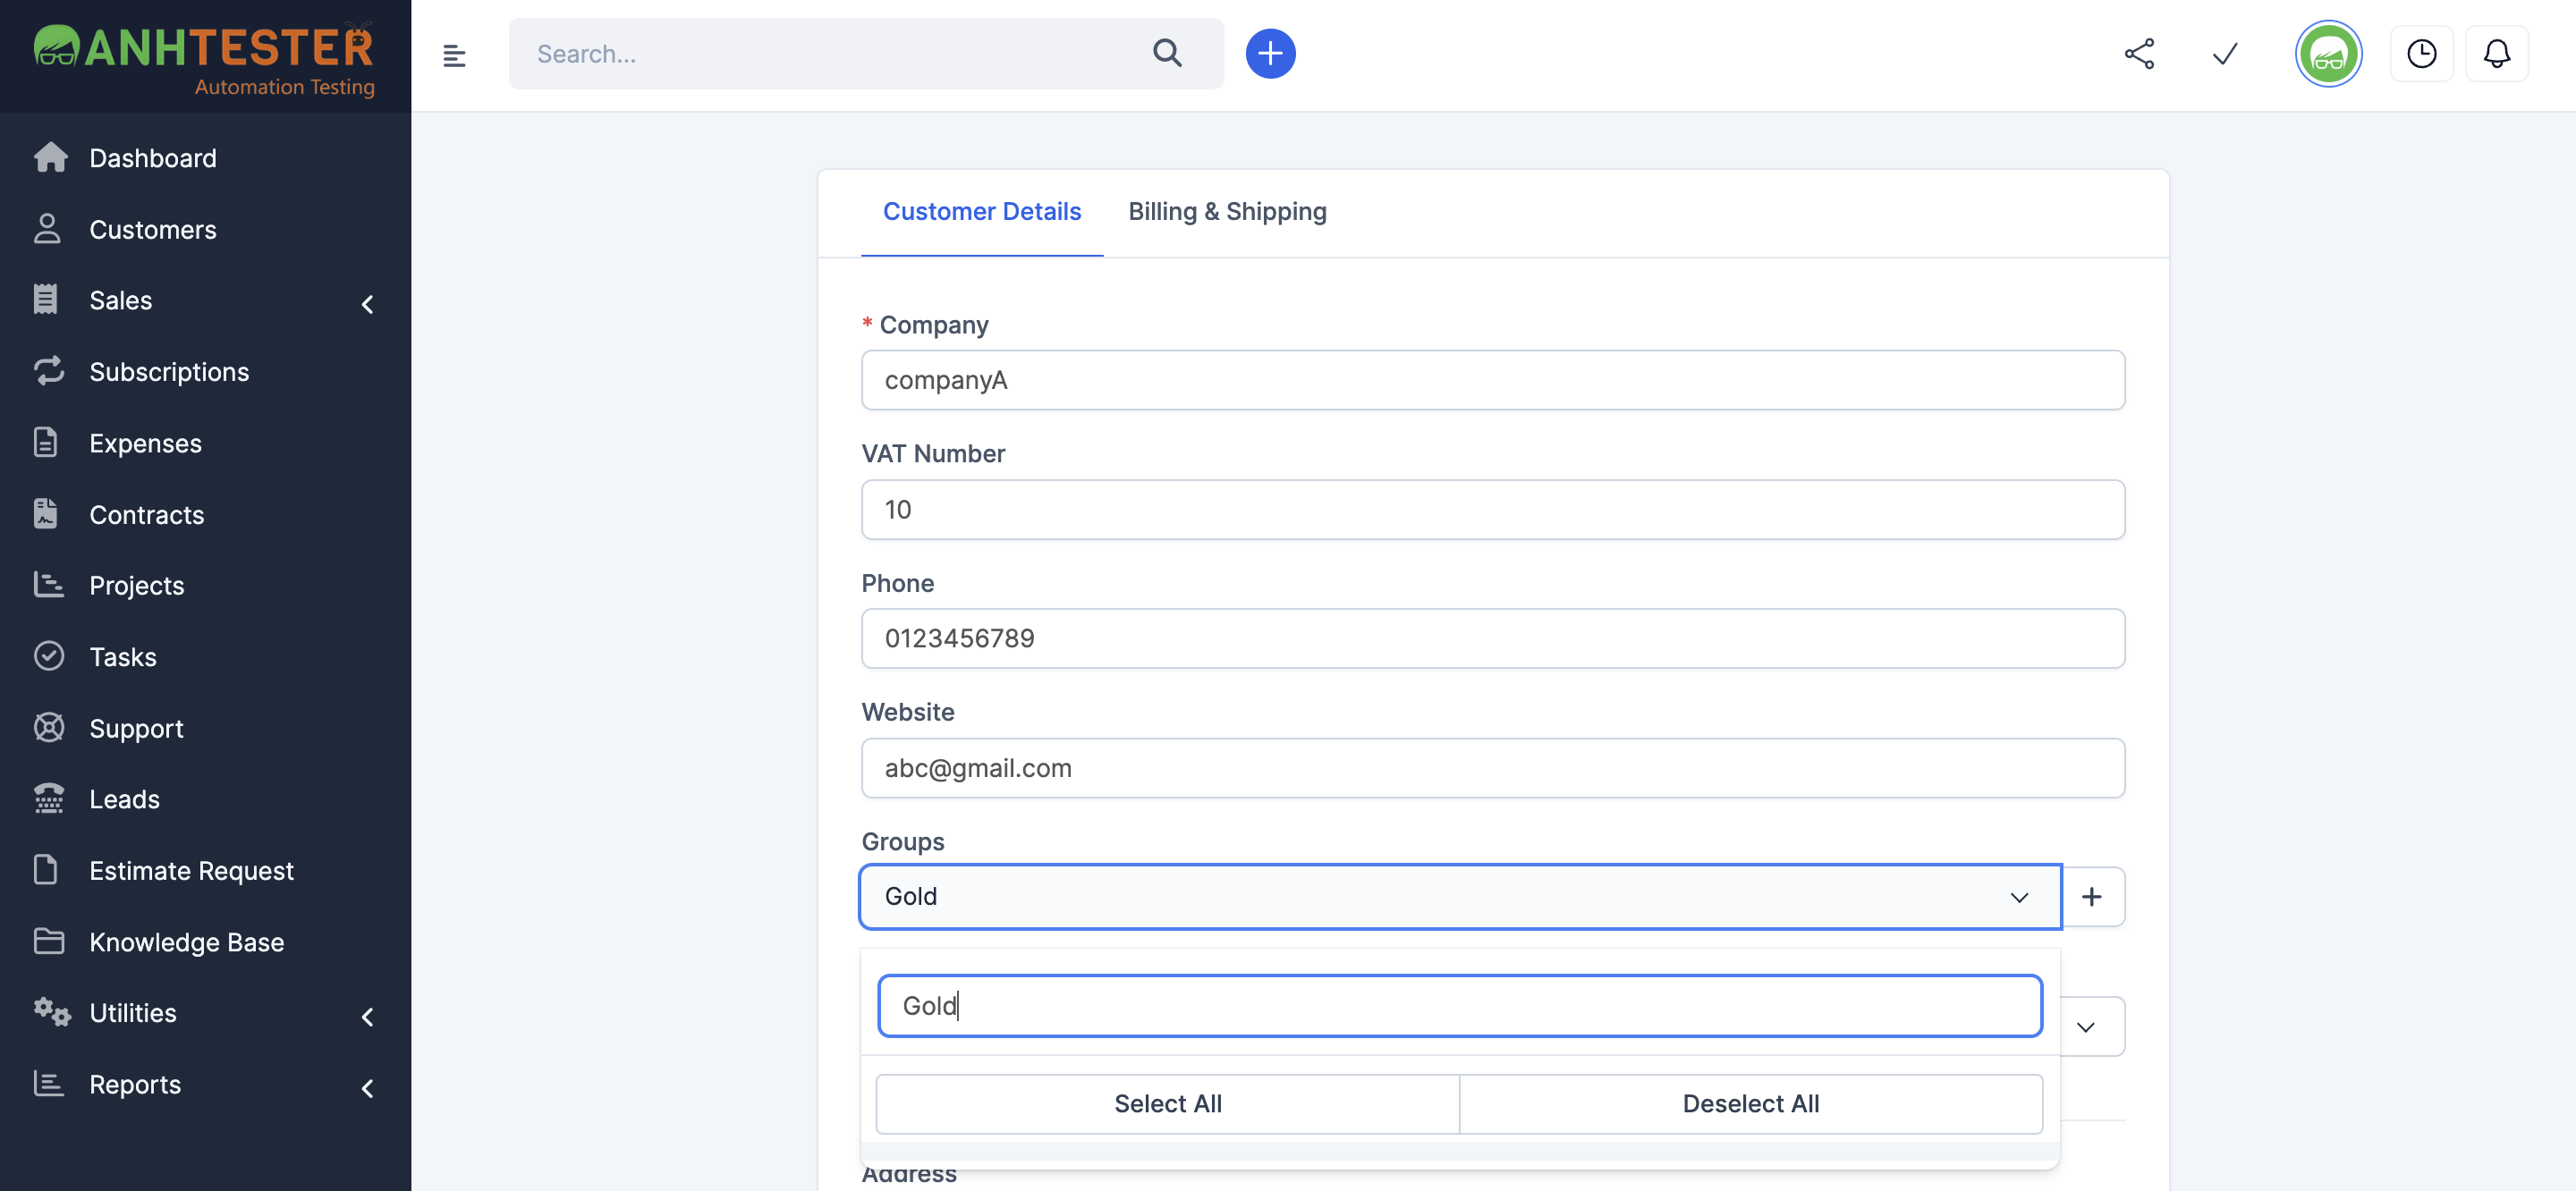 ANHTESTER
Automation Testing
Search...
Dashboard
Customers
Sales
Subscriptions
Expenses
Contracts
Projects
Tasks
Support
Leads
Estimate Request
Knowledge Base
Utilities
Reports
Customer Details
Billing & Shipping
* Company
companyA
VAT Number
10
Phone
0123456789
Website
abc@gmail.com
Groups
Gold
Gold
Select All
Deselect All
Address